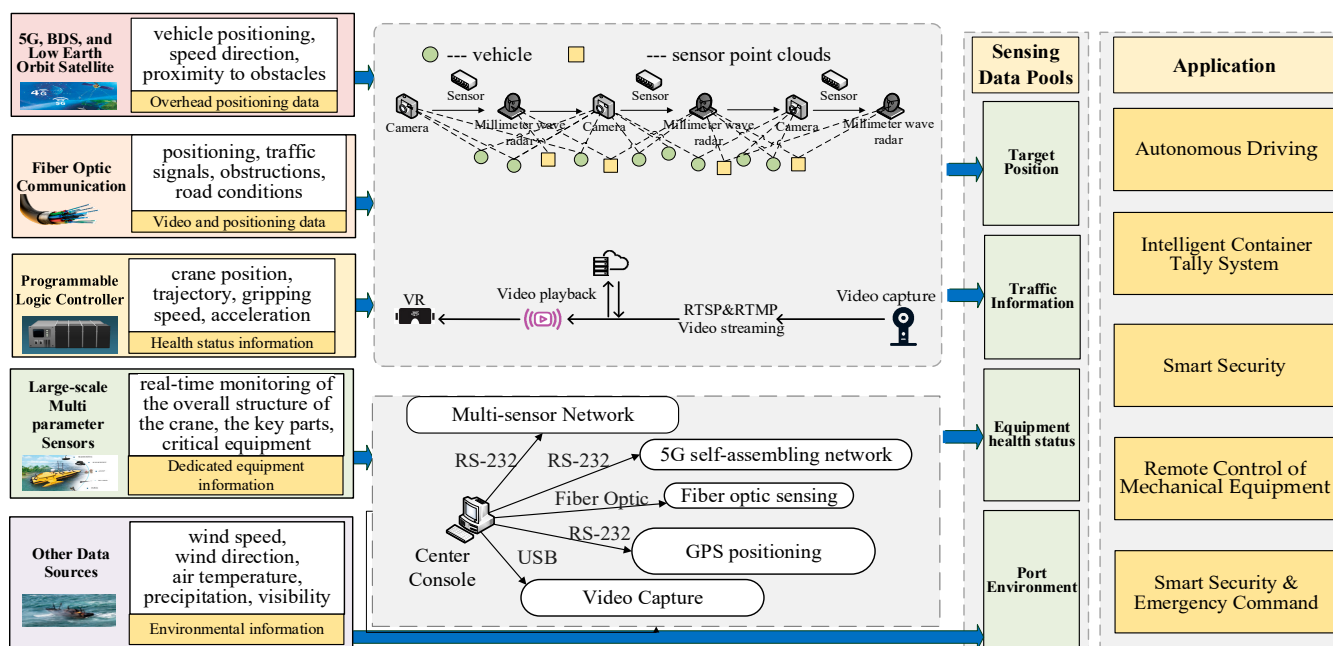 5G, BDS, and
Low Earth
Orbit Satellite
4G
5G
vehicle positioning,
speed direction,
proximity to obstacles
Overhead positioning data
Fiber Optic
Communication
positioning, traffic
signals, obstructions,
road conditions
Video and positioning data
Programmable
Logic Controller
crane position,
trajectory, gripping
speed, acceleration
Health status information
Large-scale
Multi
parameter
Sensors
real-time monitoring of
the overall structure of
the crane, the key parts,
critical equipment
Dedicated equipment
information
Other Data
Sources
wind speed,
wind direction,
air temperature,
precipitation, visibility
Environmental information
--- vehicle
--- sensor point clouds
Sensor
Sensor
Sensor
Camera
Millimeter wave
radar
Camera
Millimeter wave
radar
Camera
Millimeter wave
radar
VR
Video playback
RTSP&RTMP
Video streaming
Video capture
Multi-sensor Network
RS-232
RS-232
5G self-assembling network
Fiber Optic
Fiber optic sensing
RS-232
GPS positioning
Center
Console
USB
Video Capture
Sensing
Data Pools
Target
Position
Traffic
Information
Equipment
health status
Port
Environment
Application
Autonomous Driving
Intelligent Container
Tally System
Smart Security
Remote Control of
Mechanical Equipment
Smart Security &
Emergency Command